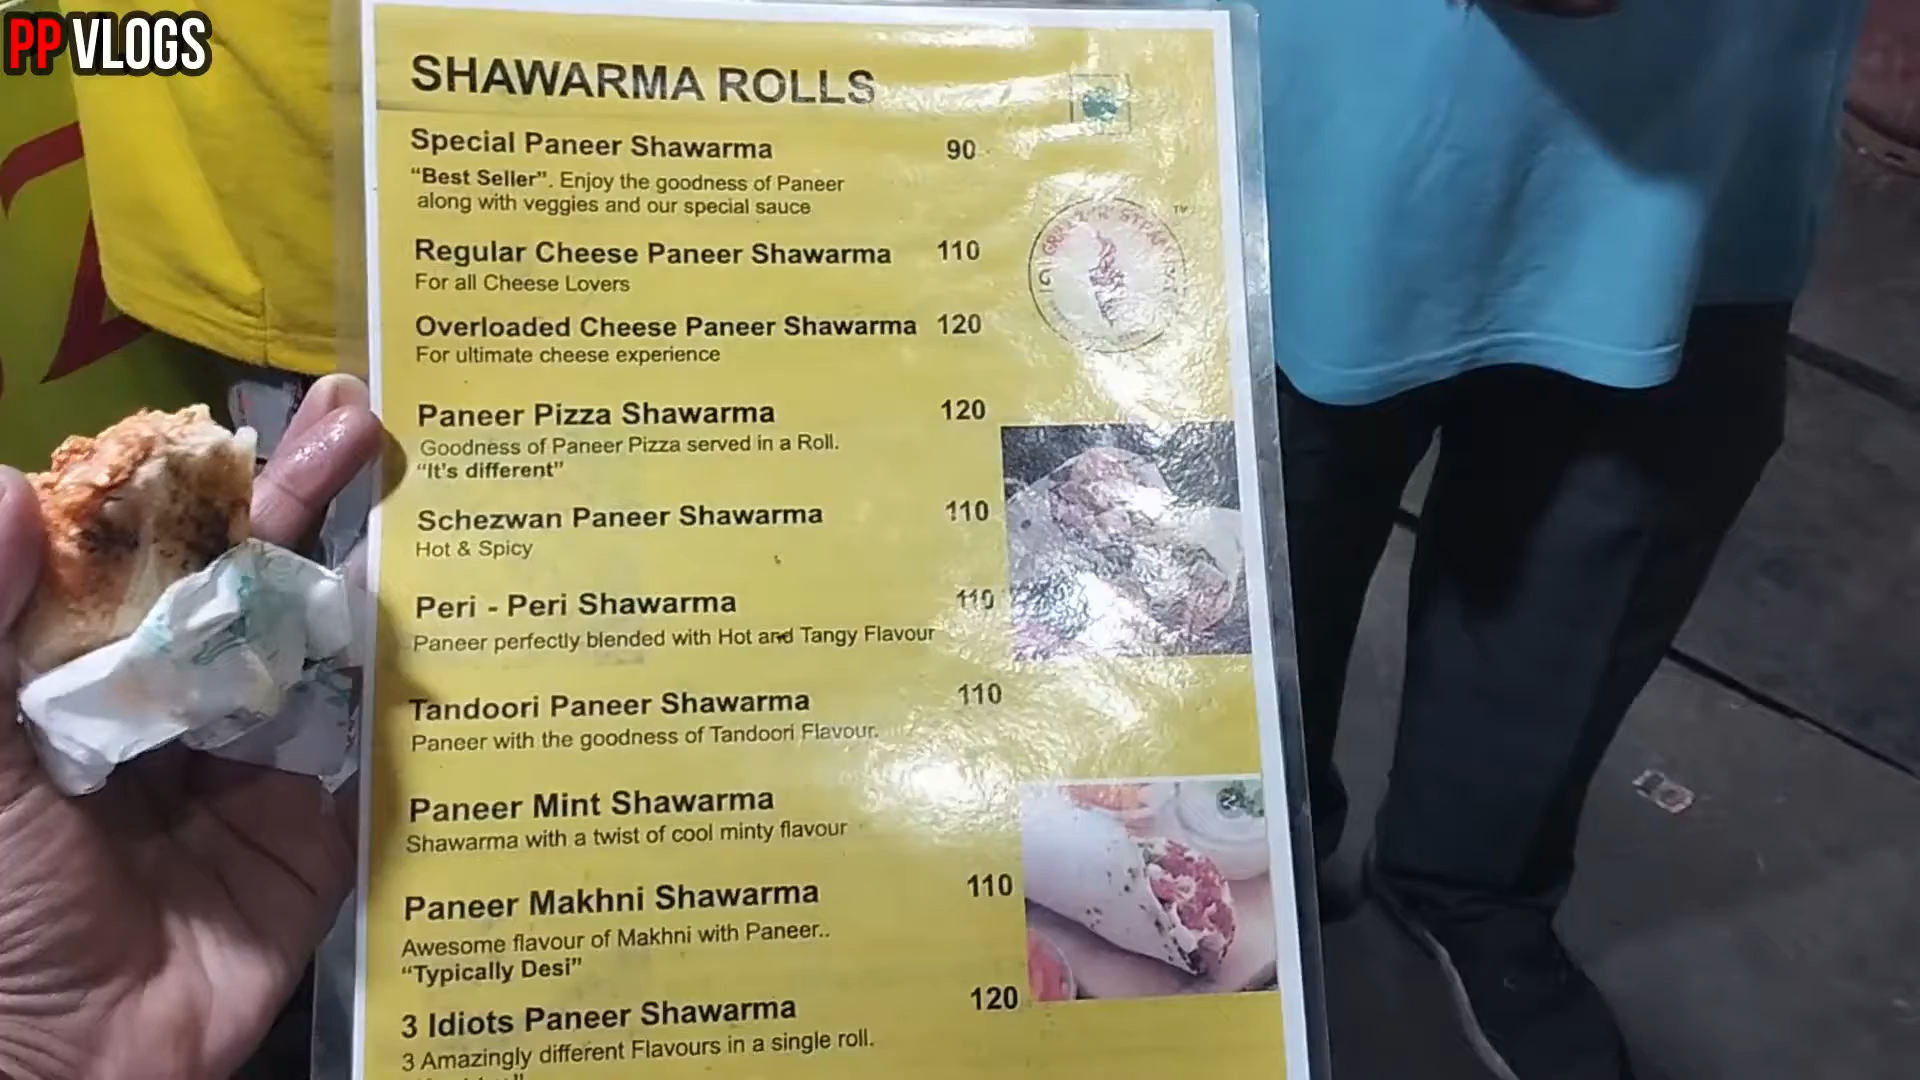 PP VLOGS
SHAWARMA ROLLS
Special Paneer Shawarma 90
“Best Seller”. Enjoy the goodness of Paneer
along with veggies and our special sauce
Regular Cheese Paneer Shawarma 110
For all Cheese Lovers
Overloaded Cheese Paneer Shawarma 120
For ultimate cheese experience
Paneer Pizza Shawarma 120
Goodness of Paneer Pizza served in a Roll.
“It's different”
Schezwan Paneer Shawarma 110
Hot & Spicy
Peri - Peri Shawarma 110
Paneer perfectly blended with Hot and Tangy Flavour
Tandoori Paneer Shawarma 110
Paneer with the goodness of Tandoori Flavour.
Paneer Mint Shawarma
Shawarma with a twist of cool minty flavour
Paneer Makhni Shawarma 110
Awesome flavour of Makhni with Paneer..
“Typically Desi”
3 Idiots Paneer Shawarma 120
3 Amazingly different Flavours in a single roll.
TM